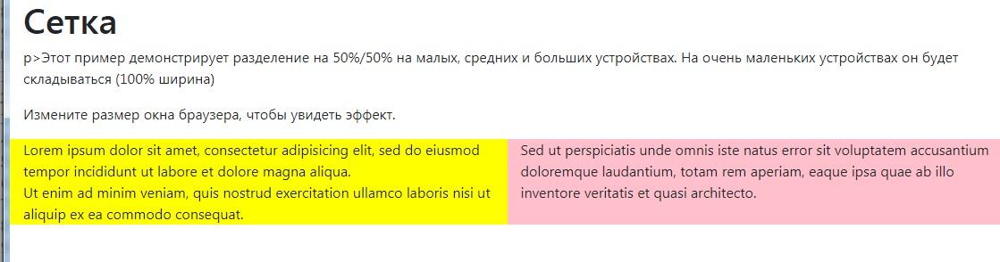 Сетка
p>Этот пример демонстрирует разделение на 50%/50% на малых, средних и больших устройствах. На очень маленьких устройствах он будет
складываться (100% ширина)
Измените размер окна браузера, чтобы увидеть эффект.
Lorem ipsum dolor sit amet, consectetur adipisicing elit, sed do eiusmod
tempor incididunt ut labore et dolore magna aliqua.
Ut enim ad minim veniam, quis nostrud exercitation ullamco laboris nisi ut
aliquip ex ea commodo consequat.
Sed ut perspiciatis unde omnis iste natus error sit voluptatem accusantium
doloremque laudantium, totam rem aperiam, eaque ipsa quae ab illo
inventore veritatis et quasi architecto.